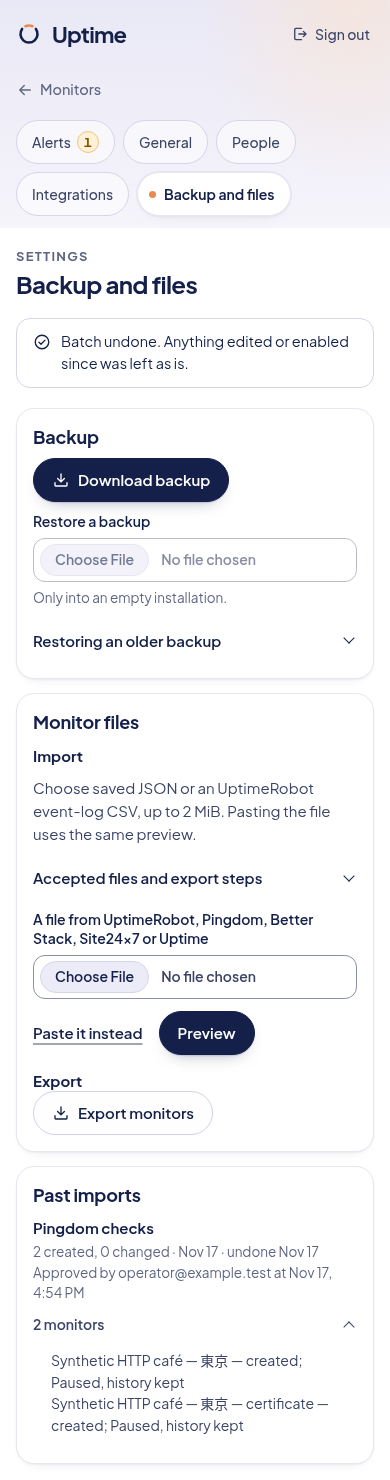 Uptime
Sign out
Monitors
Alerts 1
General
People
Integrations
Backup and files
SETTINGS
Backup and files
Batch undone. Anything edited or enabled
since was left as is.
Backup
Download backup
Restore a backup
Choose File No file chosen
Only into an empty installation.
Restoring an older backup
Monitor files
Import
Choose saved JSON or an UptimeRobot
event-log CSV, up to 2 MiB. Pasting the file
uses the same preview.
Accepted files and export steps
A file from UptimeRobot, Pingdom, Better
Stack, Site24x7 or Uptime
Choose File No file chosen
Paste it instead
Preview
Export
Export monitors
Past imports
Pingdom checks
2 created, 0 changed · Nov 17 · undone Nov 17
Approved by operator@example.test at Nov 17,
4:54 PM
2 monitors
Synthetic HTTP café — 東京 — created;
Paused, history kept
Synthetic HTTP café — 東京 — certificate —
created; Paused, history kept